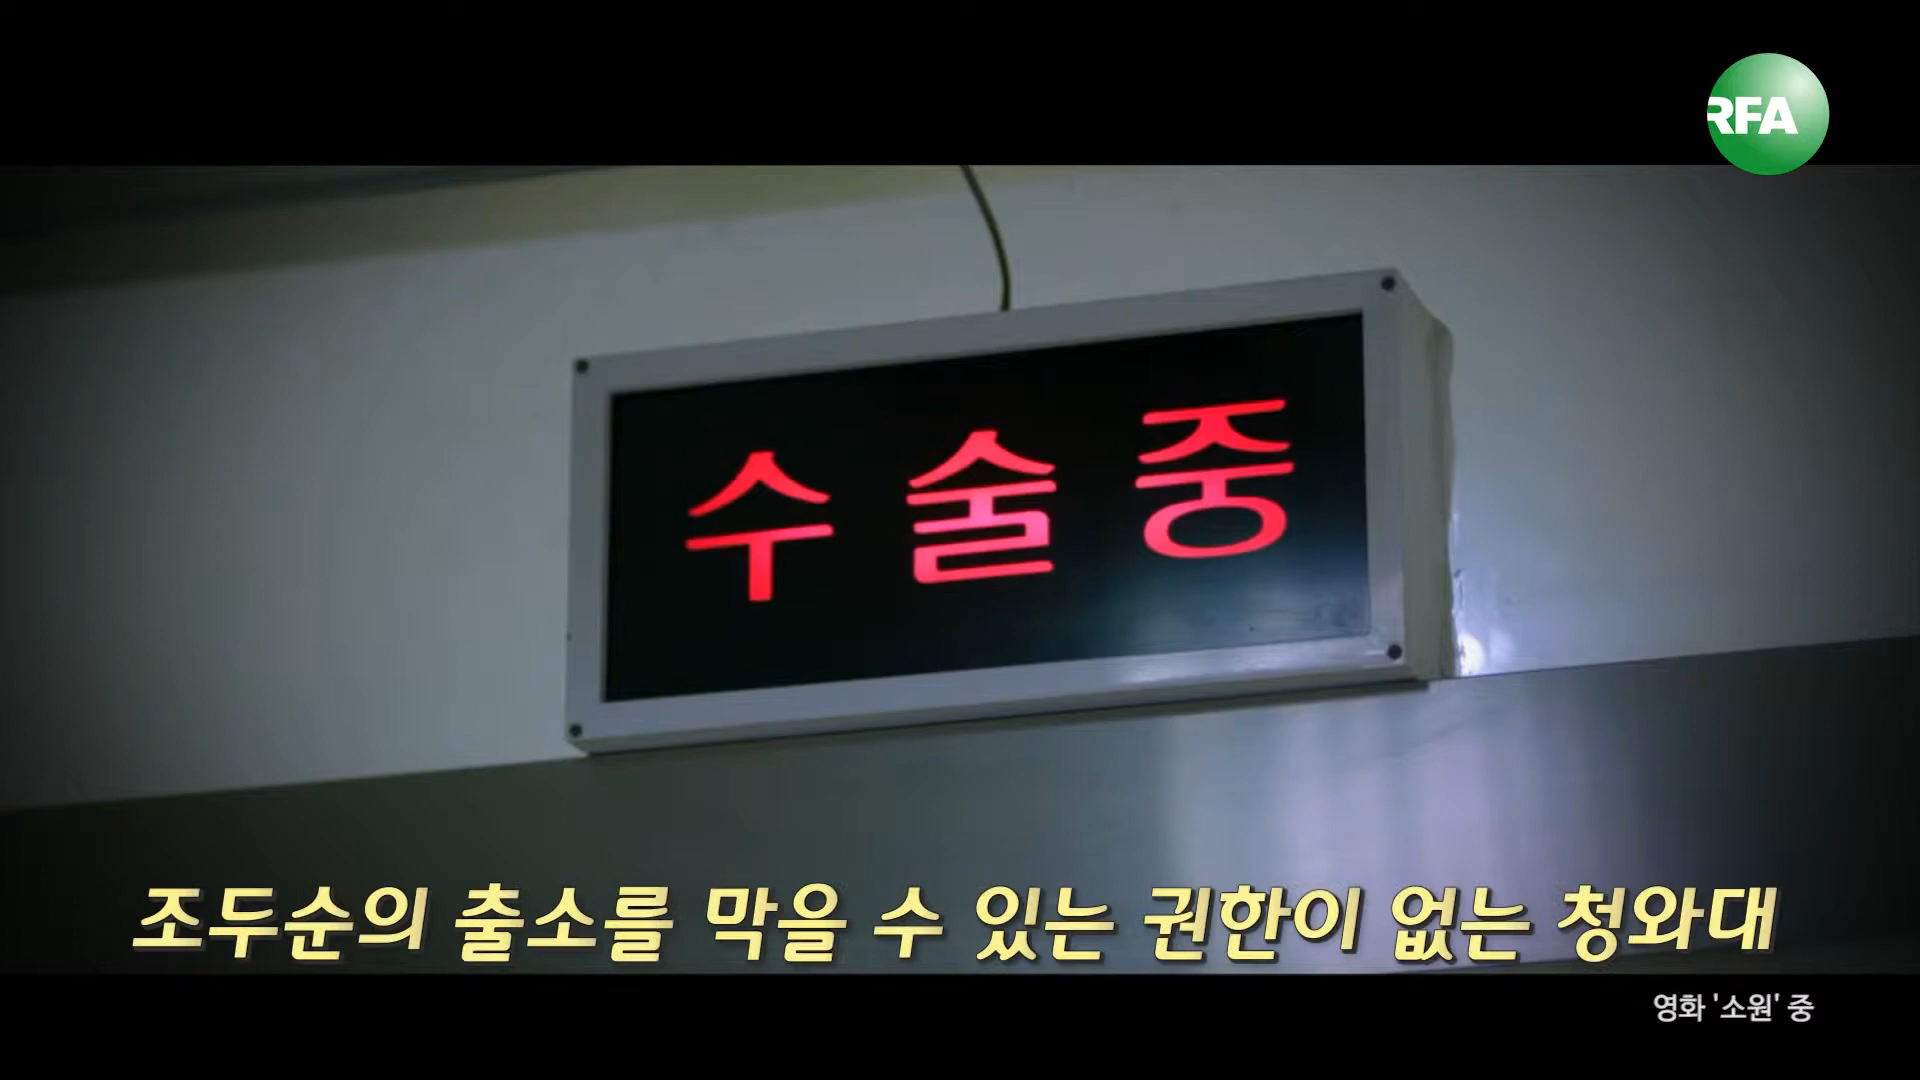 RFA
수술중
조두순의 출소를 막을 수 있는 권한이 없는 청와대
영화 '소원' 중